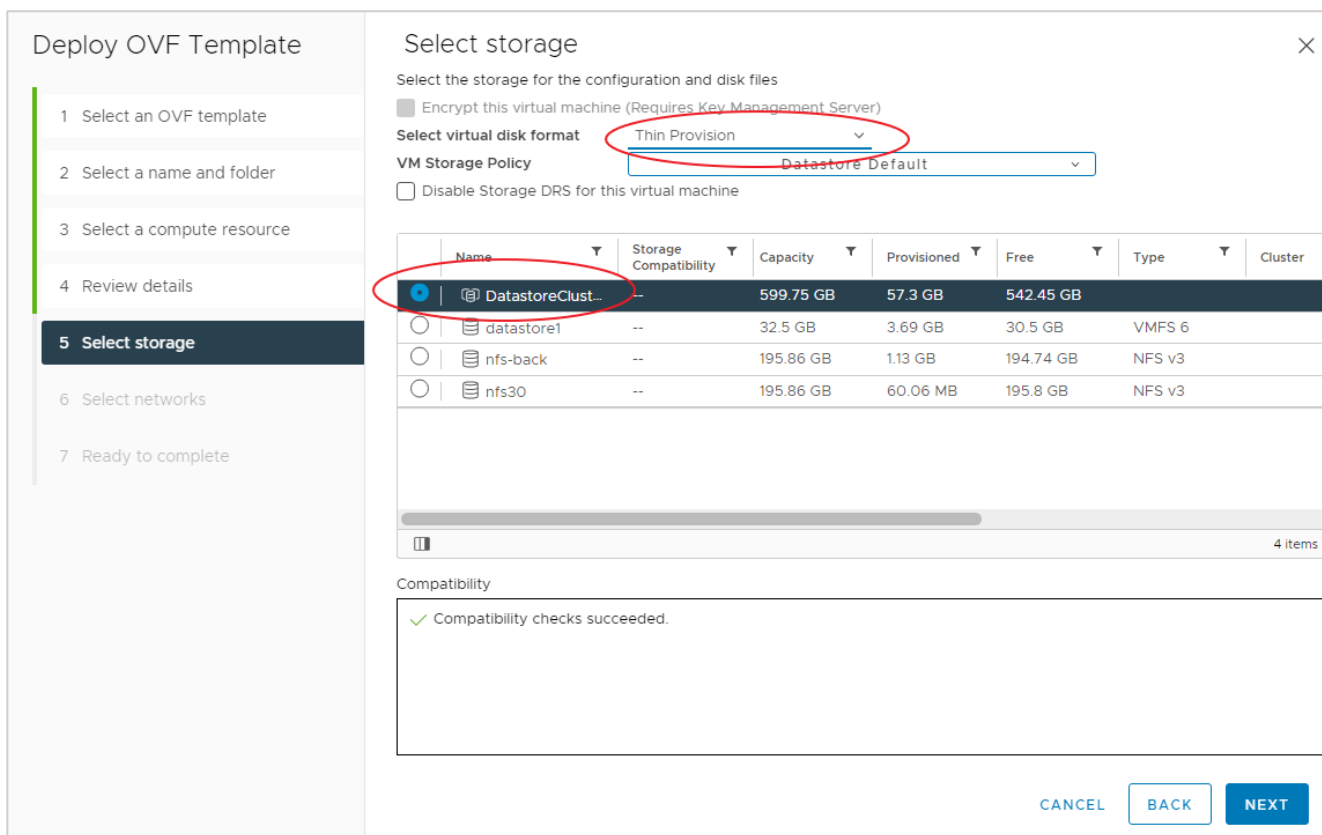 Deploy OVF Template
1 Select an OVF template
2 Select a name and folder
3 Select a compute resource
4 Review details
5 Select storage
6 Select networks
7 Ready to complete
Select storage
Select the storage for the configuration and disk files
Encrypt this virtual machine (Requires Key Management Server)
Select virtual disk format Thin Provision
VM Storage Policy Datastore Default
Disable Storage DRS for this virtual machine
Name Storage Compatibility Capacity Provisioned Free Type Cluster
DatastoreClust... -- 599.75 GB 57.3 GB 542.45 GB
datastore1 -- 32.5 GB 3.69 GB 30.5 GB VMFS 6
nfs-back -- 195.86 GB 1.13 GB 194.74 GB NFS v3
nfs30 -- 195.86 GB 60.06 MB 195.8 GB NFS v3
4 items
Compatibility
Compatibility checks succeeded.
CANCEL BACK NEXT